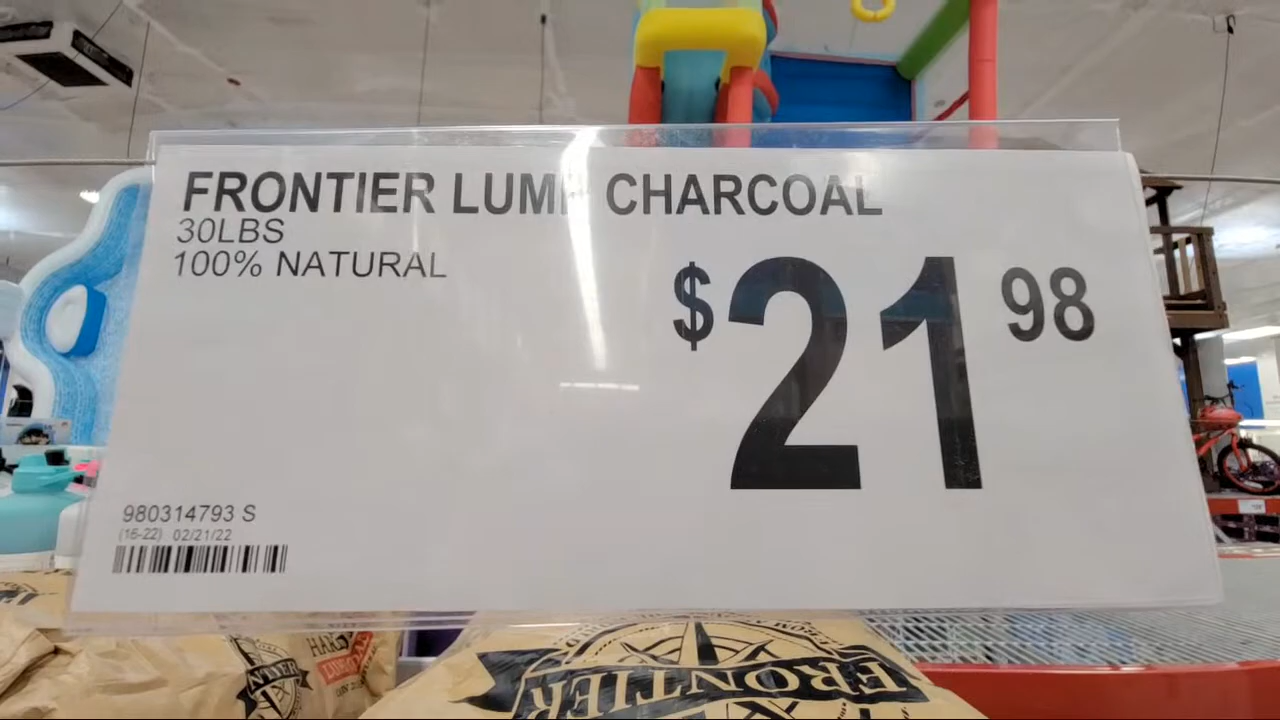 FRONTIER LUMP CHARCOAL
30LBS
100% NATURAL
$21 98
980314793 S
(16-22) 02/21/22
FRONTIER